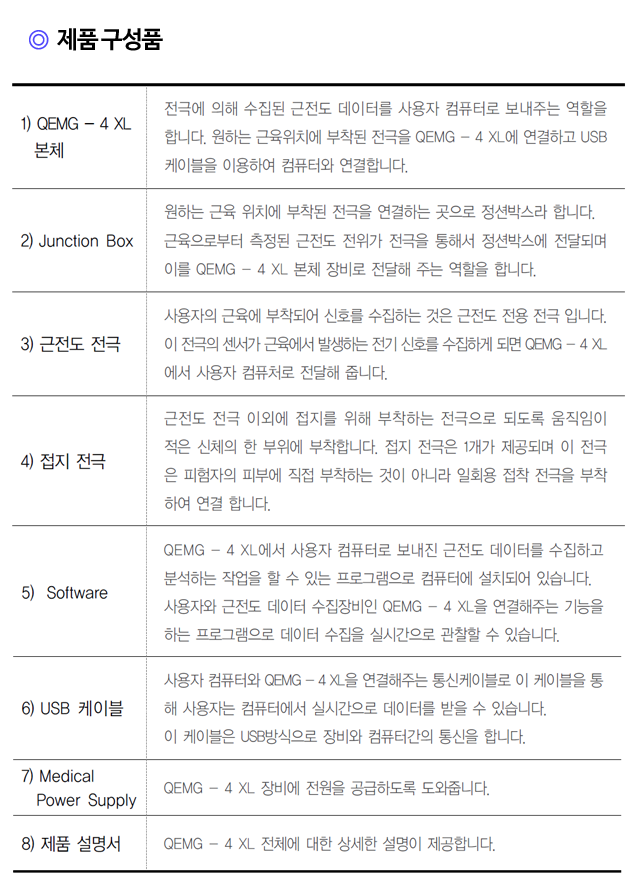 ◎ 제품 구성품
1) QEMG - 4 XL
본체
전극에 의해 수집된 근전도 데이터를 사용자 컴퓨터로 보내주는 역할을
합니다. 원하는 근육위치에 부착된 전극을 QEMG - 4 XL에 연결하고 USB
케이블을 이용하여 컴퓨터와 연결합니다.
2) Junction Box
원하는 근육 위치에 부착된 전극을 연결하는 곳으로 정션박스라 합니다.
근육으로부터 측정된 근전도 전위가 전극을 통해서 정션박스에 전달되며
이를 QEMG - 4 XL 본체 장비로 전달해 주는 역할을 합니다.
3) 근전도 전극
사용자의 근육에 부착되어 신호를 수집하는 것은 근전도 전용 전극 입니다.
이 전극의 센서가 근육에서 발생하는 전기 신호를 수집하게 되면 QEMG - 4 XL
에서 사용자 컴퓨처로 전달해 줍니다.
4) 접지 전극
근전도 전극 이외에 접지를 위해 부착하는 전극으로 되도록 움직임이
적은 신체의 한 부위에 부착합니다. 접지 전극은 1개가 제공되며 이 전극
은 피험자의 피부에 직접 부착하는 것이 아니라 일회용 접착 전극을 부착
하여 연결 합니다.
5) Software
QEMG - 4 XL에서 사용자 컴퓨터로 보내진 근전도 데이터를 수집하고
분석하는 작업을 할 수 있는 프로그램으로 컴퓨터에 설치되어 있습니다.
사용자와 근전도 데이터 수집장비인 QEMG - 4 XL을 연결해주는 기능을
하는 프로그램으로 데이터 수집을 실시간으로 관찰할 수 있습니다.
6) USB 케이블
사용자 컴퓨터와 QEMG - 4 XL을 연결해주는 통신케이블로 이 케이블을 통
해 사용자는 컴퓨터에서 실시간으로 데이터를 받을 수 있습니다.
이 케이블은 USB방식으로 장비와 컴퓨터간의 통신을 합니다.
7) Medical
Power Supply
QEMG - 4 XL 장비에 전원을 공급하도록 도와줍니다.
8) 제품 설명서
QEMG - 4 XL 전체에 대한 상세한 설명이 제공합니다.